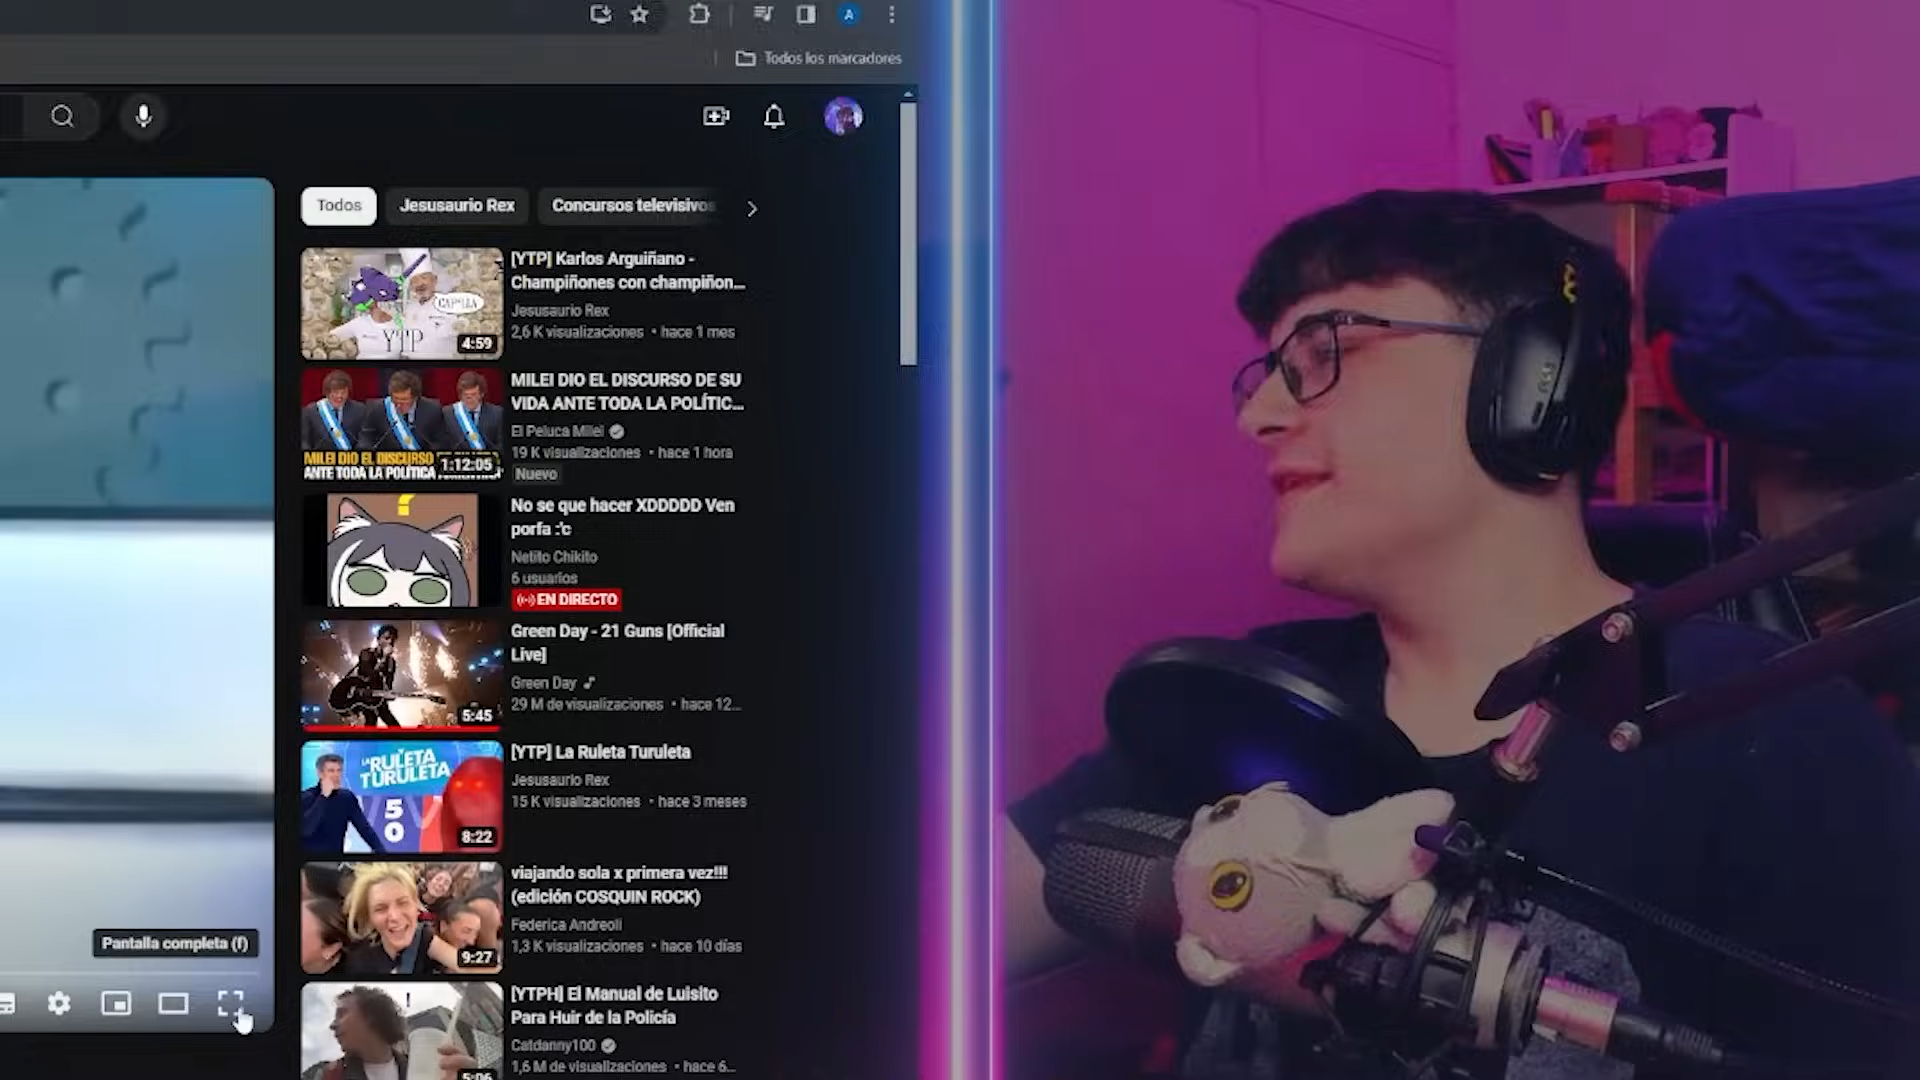 A
Todos los marcadores
Todos
Jesusaurio Rex
Concursos televisivos
CAPULLA
YTP
4:59
[YTP] Karlos Arguiñano -
Champiñones con champiñon...
Jesusaurio Rex
2,6 K visualizaciones • hace 1 mes
MILEI DIO EL DISCURSO
ANTE TODA LA POLÍTICA
1:12:05
MILEI DIO EL DISCURSO DE SU
VIDA ANTE TODA LA POLÍTIC...
El Peluca Milei
19 K visualizaciones • hace 1 hora
Nuevo
?
No se que hacer XDDDDD Ven
porfa :'c
Netito Chikito
6 usuarios
EN DIRECTO
5:45
Green Day - 21 Guns [Official
Live]
Green Day
29 M de visualizaciones • hace 12...
LA RULETA
TURULETA
5
0
8:22
[YTP] La Ruleta Turuleta
Jesusaurio Rex
15 K visualizaciones • hace 3 meses
9:27
viajando sola x primera vez!!!
(edición COSQUIN ROCK)
Federica Andreoli
1,3 K visualizaciones • hace 10 días
!
5:06
[YTPH] El Manual de Luisito
Para Huir de la Policía
Catdanny100
1,6 M de visualizaciones • hace 6...
Pantalla completa (f)